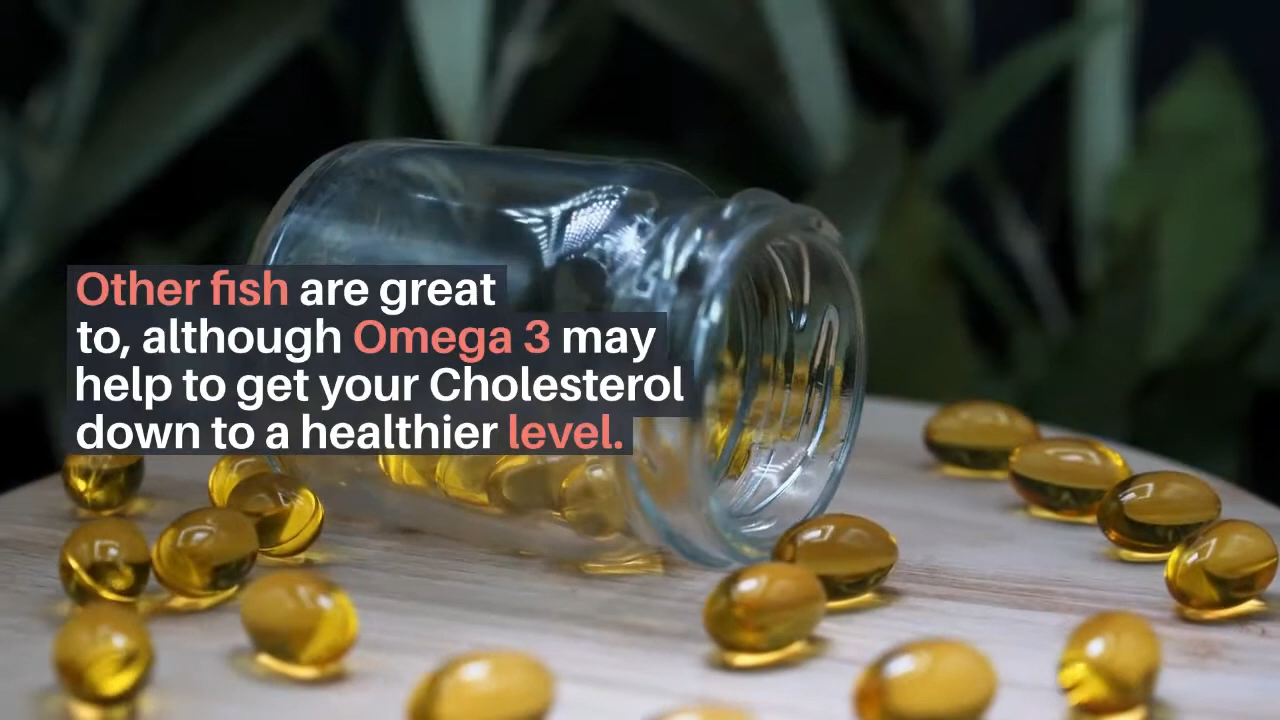 Other fish are great
to, although Omega 3 may
help to get your Cholesterol
down to a healthier level.